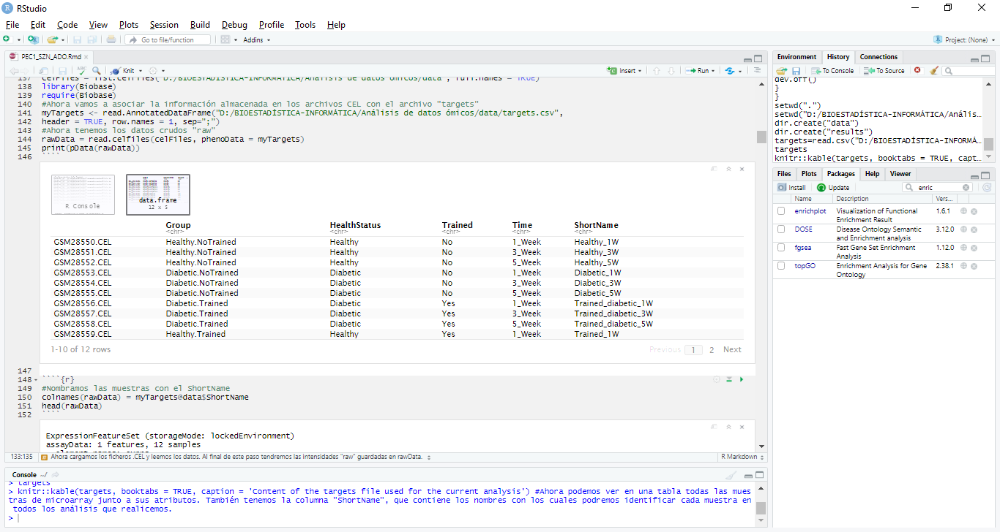 RStudio
File Edit Code View Plots Session Build Debug Profile Tools Help
Go to file/function Addins Project: (None)
PEC1_SZN_ADO.Rmd
ABC Knit Insert Run
137 celFiles = list.celfiles("D:/BIOESTADÍSTICA-INFORMÁTICA/Análisis de datos ómicos/data", full.names = TRUE)
138 library(Biobase)
139 require(Biobase)
140 #Ahora vamos a asociar la información almacenada en los archivos CEL con el archivo "targets"
141 myTargets <- read.AnnotatedDataFrame("D:/BIOESTADÍSTICA-INFORMÁTICA/Análisis de datos ómicos/data/targets.csv",
142 header = TRUE, row.names = 1, sep=";")
143 #Ahora tenemos los datos crudos "raw"
144 rawData = read.celfiles(celFiles, phenoData = myTargets)
145 print(pData(rawData))
146 ````
R Console
data.frame
12 x 5
Group HealthStatus Trained Time ShortName
<chr> <chr> <chr> <chr> <chr>
GSM28550.CEL Healthy.NoTrained Healthy No 1_Week Healthy_1W
GSM28551.CEL Healthy.NoTrained Healthy No 3_Week Healthy_3W
GSM28552.CEL Healthy.NoTrained Healthy No 5_Week Healthy_5W
GSM28553.CEL Diabetic.NoTrained Diabetic No 1_Week Diabetic_1W
GSM28554.CEL Diabetic.NoTrained Diabetic No 3_Week Diabetic_3W
GSM28555.CEL Diabetic.NoTrained Diabetic No 5_Week Diabetic_5W
GSM28556.CEL Diabetic.Trained Diabetic Yes 1_Week Trained_diabetic_1W
GSM28557.CEL Diabetic.Trained Diabetic Yes 3_Week Trained_diabetic_3W
GSM28558.CEL Diabetic.Trained Diabetic Yes 5_Week Trained_diabetic_5W
GSM28559.CEL Healthy.Trained Healthy Yes 1_Week Trained_1W
1-10 of 12 rows Previous 1 2 Next
147
148 ````{r}
149 #Nombramos las muestras con el ShortName
150 colnames(rawData) = myTargets@data$ShortName
151 head(rawData)
152 ````
ExpressionFeatureSet (storageMode: lockedEnvironment)
assayData: 1 features, 12 samples
133:135 Ahora cargamos los ficheros .CEL y leemos los datos. Al final de este paso tendremos las intensidades "raw" guardadas en rawData. R Markdown
Console ~/
> targets
> knitr::kable(targets, booktabs = TRUE, caption = 'Content of the targets file used for the current analysis') #Ahora podemos ver en una tabla todas las mues
tras de microarray junto a sus atributos. También tenemos la columna "ShortName", que contiene los nombres con los cuales podremos identificar cada muestra en
todos los análisis que realicemos.
>
Environment History Connections
To Console To Source
dev.off()
}
}
setwd(".")
setwd("D:/BIOESTADÍSTICA-INFORMÁTICA/Anális...
dir.create("data")
dir.create("results")
targets=read.csv("D:/BIOESTADÍSTICA-INFORMÁ...
targets
knitr::kable(targets, booktabs = TRUE, capt...
Files Plots Packages Help Viewer
Install Update enric
Name Description Vers...
enrichplot Visualization of Functional Enrichment Result 1.6.1
DOSE Disease Ontology Semantic and Enrichment analysis 3.12.0
fgsea Fast Gene Set Enrichment Analysis 1.12.0
topGO Enrichment Analysis for Gene Ontology 2.38.1